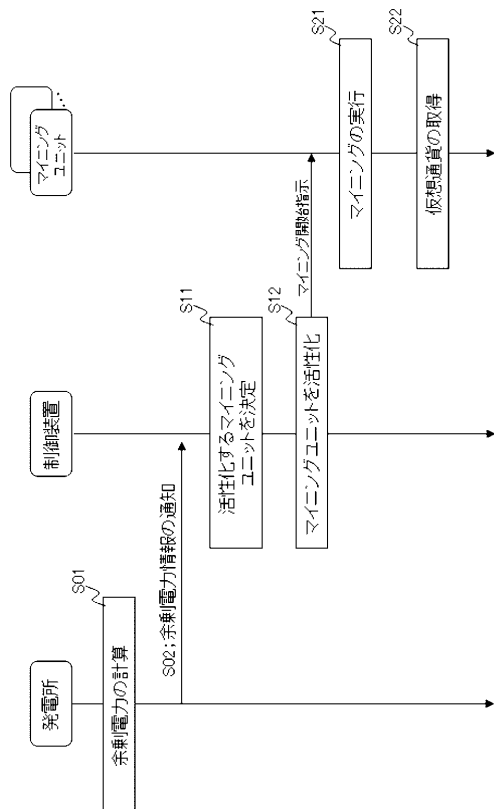 発電所
制御装置
マイニング
ユニット
余剰電力の計算
S01
S02;余剰電力情報の通知
活性化するマイニング
ユニットを決定
S11
マイニングユニットを活性化
S12
マイニング開始指示
マイニングの実行
S21
仮想通貨の取得
S22